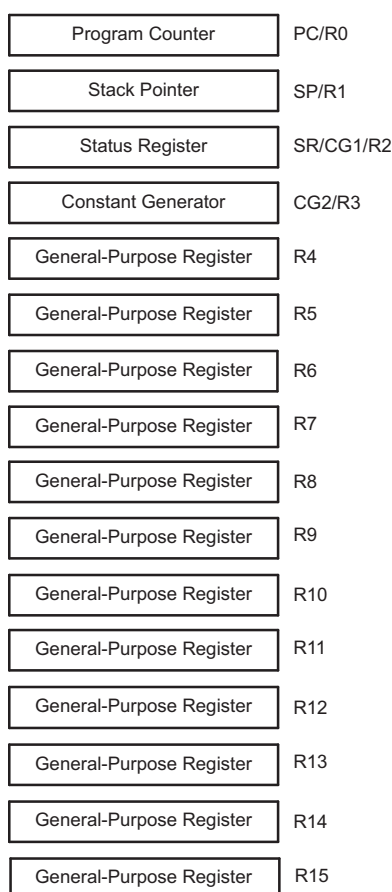 Program Counter PC/R0
Stack Pointer SP/R1
Status Register SR/CG1/R2
Constant Generator CG2/R3
General-Purpose Register R4
General-Purpose Register R5
General-Purpose Register R6
General-Purpose Register R7
General-Purpose Register R8
General-Purpose Register R9
General-Purpose Register R10
General-Purpose Register R11
General-Purpose Register R12
General-Purpose Register R13
General-Purpose Register R14
General-Purpose Register R15